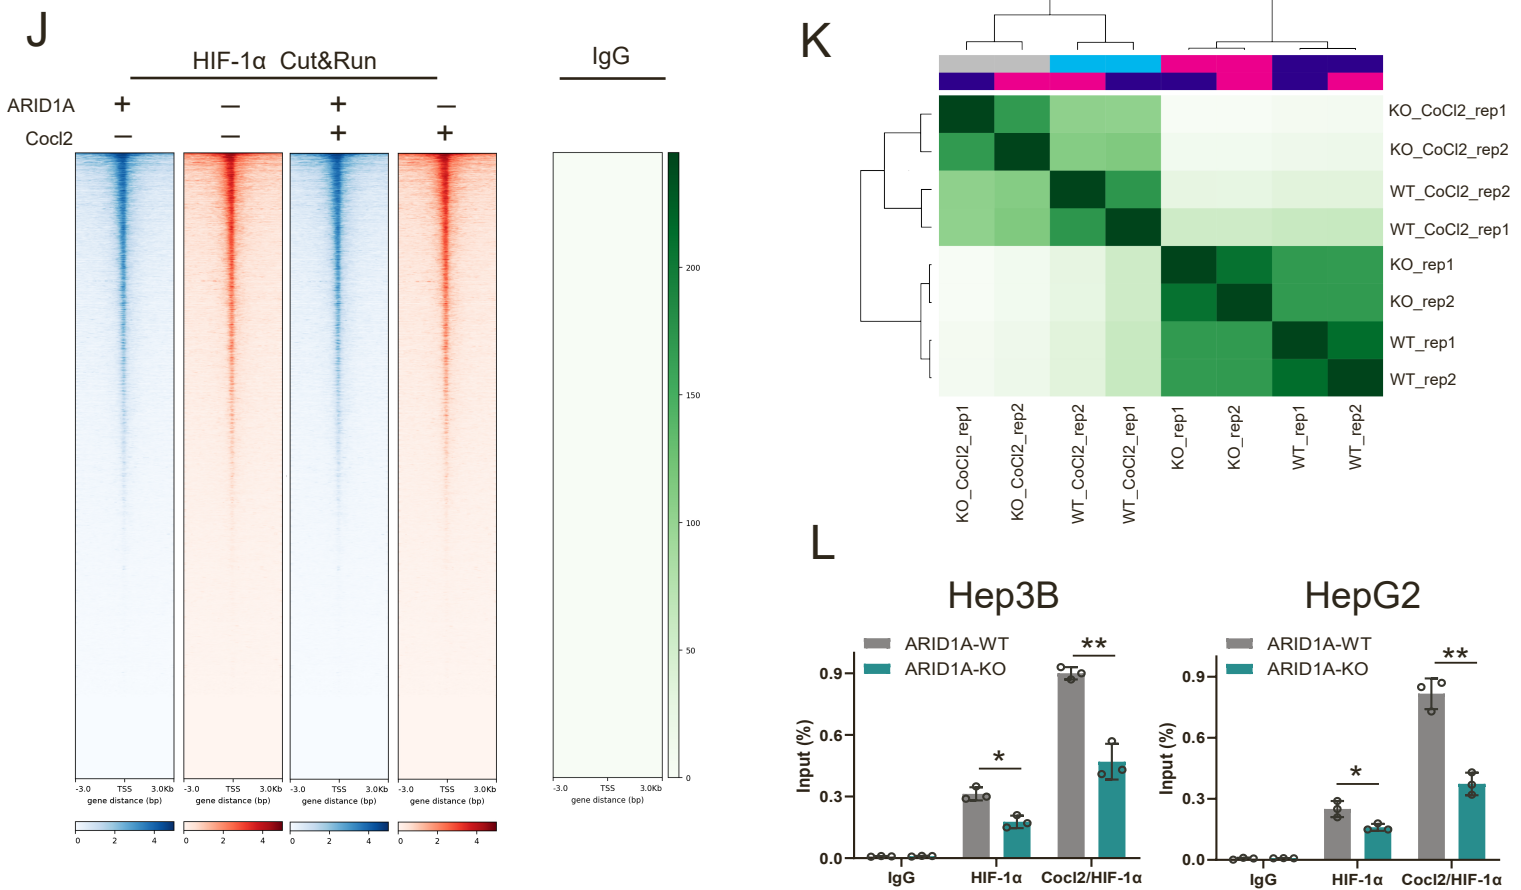 J
HIF-1α Cut&Run
IgG
ARID1A + — + —
Cocl2 — — + +
200
150
100
50
0
-3.0 TSS 3.0Kb
gene distance (bp)
-3.0 TSS 3.0Kb
gene distance (bp)
-3.0 TSS 3.0Kb
gene distance (bp)
-3.0 TSS 3.0Kb
gene distance (bp)
-3.0 TSS 3.0Kb
gene distance (bp)
0 2 4
0 2 4
0 2 4
0 2 4
K
KO_CoCl2_rep1
KO_CoCl2_rep2
WT_CoCl2_rep2
WT_CoCl2_rep1
KO_rep1
KO_rep2
WT_rep1
WT_rep2
KO_CoCl2_rep1
KO_CoCl2_rep2
WT_CoCl2_rep2
WT_CoCl2_rep1
KO_rep1
KO_rep2
WT_rep1
WT_rep2
L
Hep3B
ARID1A-WT
ARID1A-KO
**
*
Input (%)
0.9
0.6
0.3
0.0
IgG HIF-1α Cocl2/HIF-1α
HepG2
ARID1A-WT
ARID1A-KO
**
*
Input (%)
0.9
0.6
0.3
0.0
IgG HIF-1α Cocl2/HIF-1α